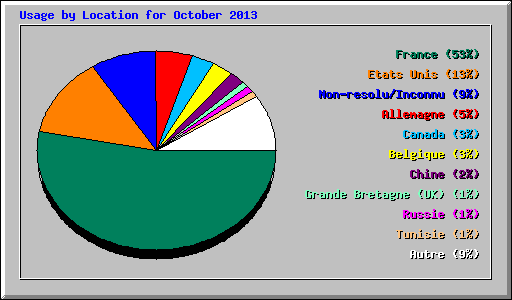 Usage by Location for October 2013
France (53%)
Etats Unis (13%)
Non-resolu/Inconnu (9%)
Allemagne (5%)
Canada (3%)
Belgique (3%)
Chine (2%)
Grande Bretagne (UK) (1%)
Russie (1%)
Tunisie (1%)
Autre (9%)